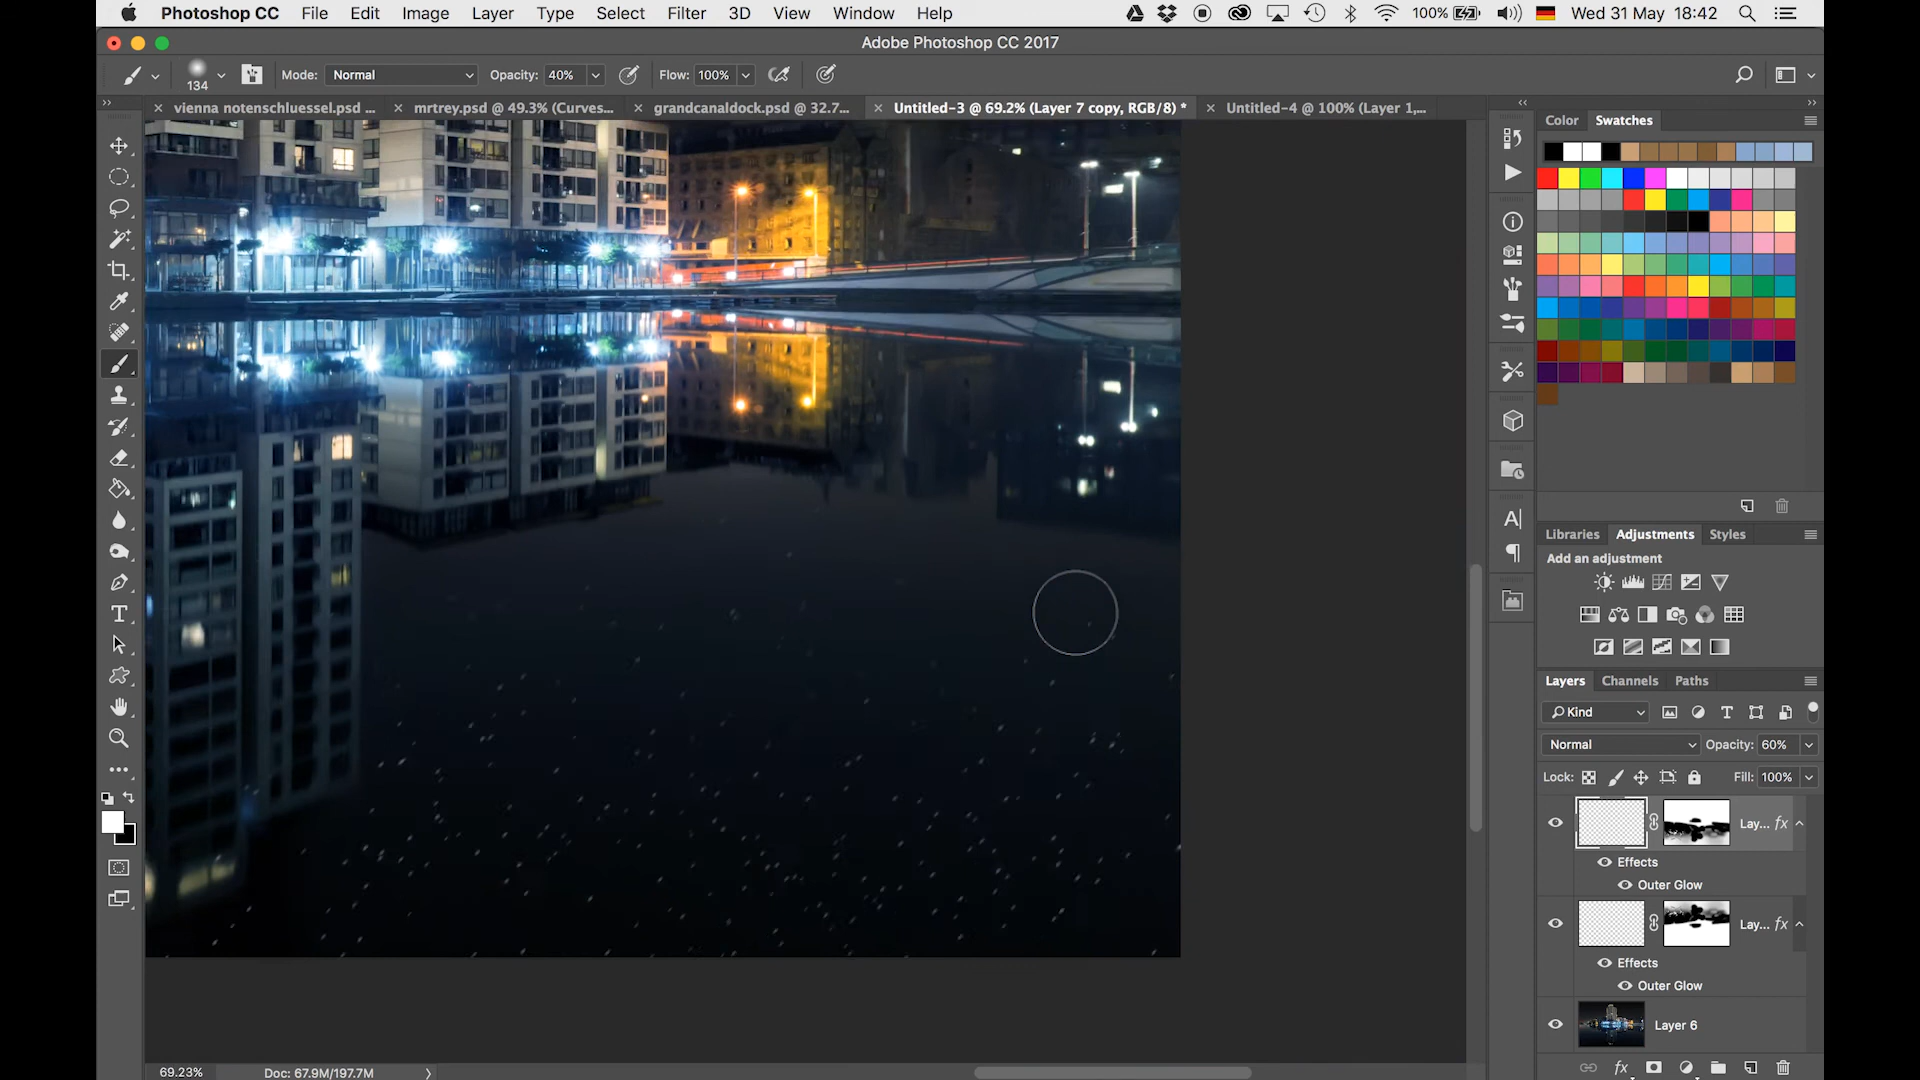 Photoshop CC File Edit Image Layer Type Select Filter 3D View Window Help 100% Wed 31 May 18:42
Adobe Photoshop CC 2017
134 Mode: Normal Opacity: 40% Flow: 100%
vienna notenschluessel.psd ... mrtrey.psd @ 49.3% (Curves... grandcanaldock.psd @ 32.7... Untitled-3 @ 69.2% (Layer 7 copy, RGB/8) * Untitled-4 @ 100% (Layer 1,...
Color Swatches
Libraries Adjustments Styles
Add an adjustment
Layers Channels Paths
Kind
Normal Opacity: 60%
Lock: Fill: 100%
Lay... fx
Effects
Outer Glow
Lay... fx
Effects
Outer Glow
Layer 6
69.23% Doc: 67.9M/197.7M
fx